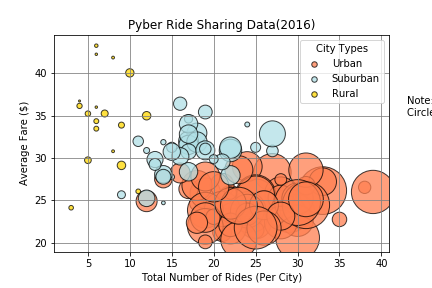 Pyber Ride Sharing Data(2016)
City Types
Urban
Suburban
Rural
Note:
Circle
Average Fare ($)
40
35
30
25
20
5 10 15 20 25 30 35 40
Total Number of Rides (Per City)